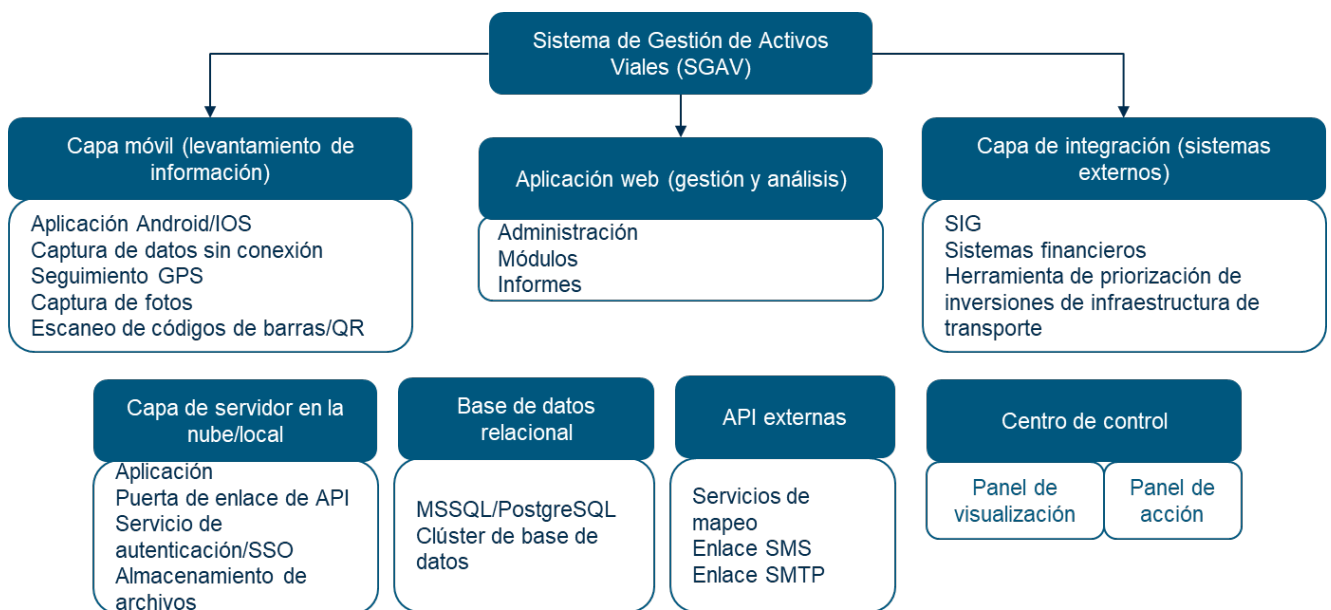 Sistema de Gestión de Activos
Viales (SGAV)
Capa móvil (levantamiento de
información)
Aplicación Android/IOS
Captura de datos sin conexión
Seguimiento GPS
Captura de fotos
Escaneo de códigos de barras/QR
Aplicación web (gestión y análisis)
Administración
Módulos
Informes
Capa de integración (sistemas
externos)
SIG
Sistemas financieros
Herramienta de priorización de
inversiones de infraestructura de
transporte
Capa de servidor en la
nube/local
Aplicación
Puerta de enlace de API
Servicio de
autenticación/SSO
Almacenamiento de
archivos
Base de datos
relacional
MSSQL/PostgreSQL
Clúster de base de
datos
API externas
Servicios de
mapeo
Enlace SMS
Enlace SMTP
Centro de control
Panel de
visualización
Panel de
acción